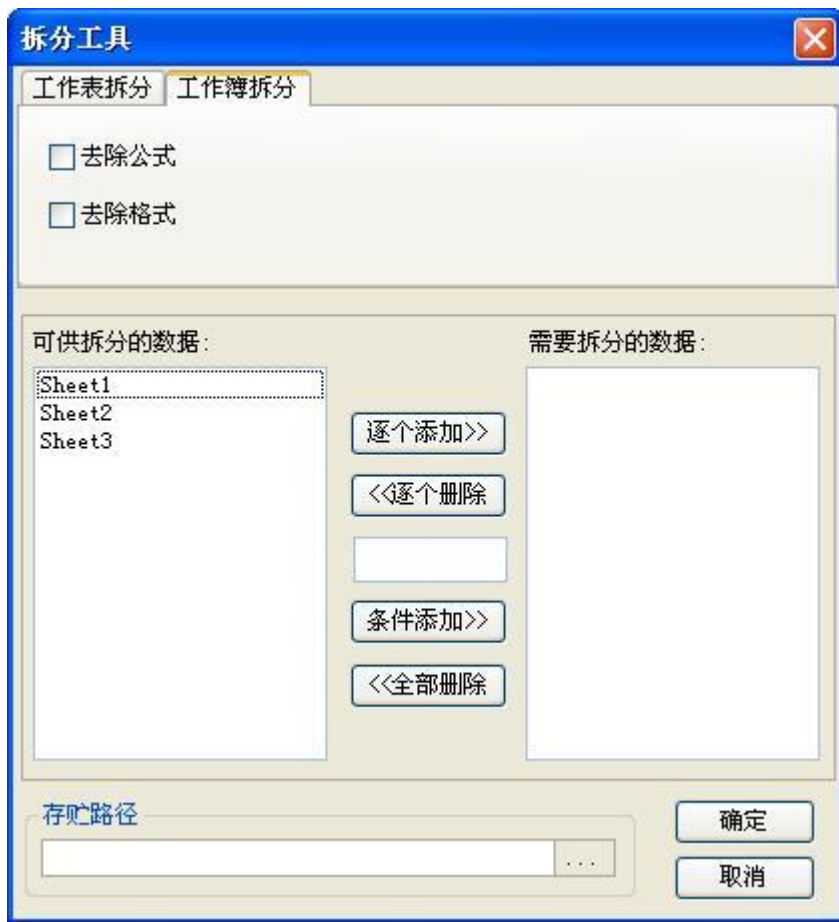 拆分工具
工作表拆分 工作簿拆分
去除公式
去除格式
可供拆分的数据:
需要拆分的数据:
Sheet1
Sheet2
Sheet3
逐个添加>>
<<逐个删除
条件添加>>
<<全部删除
存贮路径
...
确定
取消